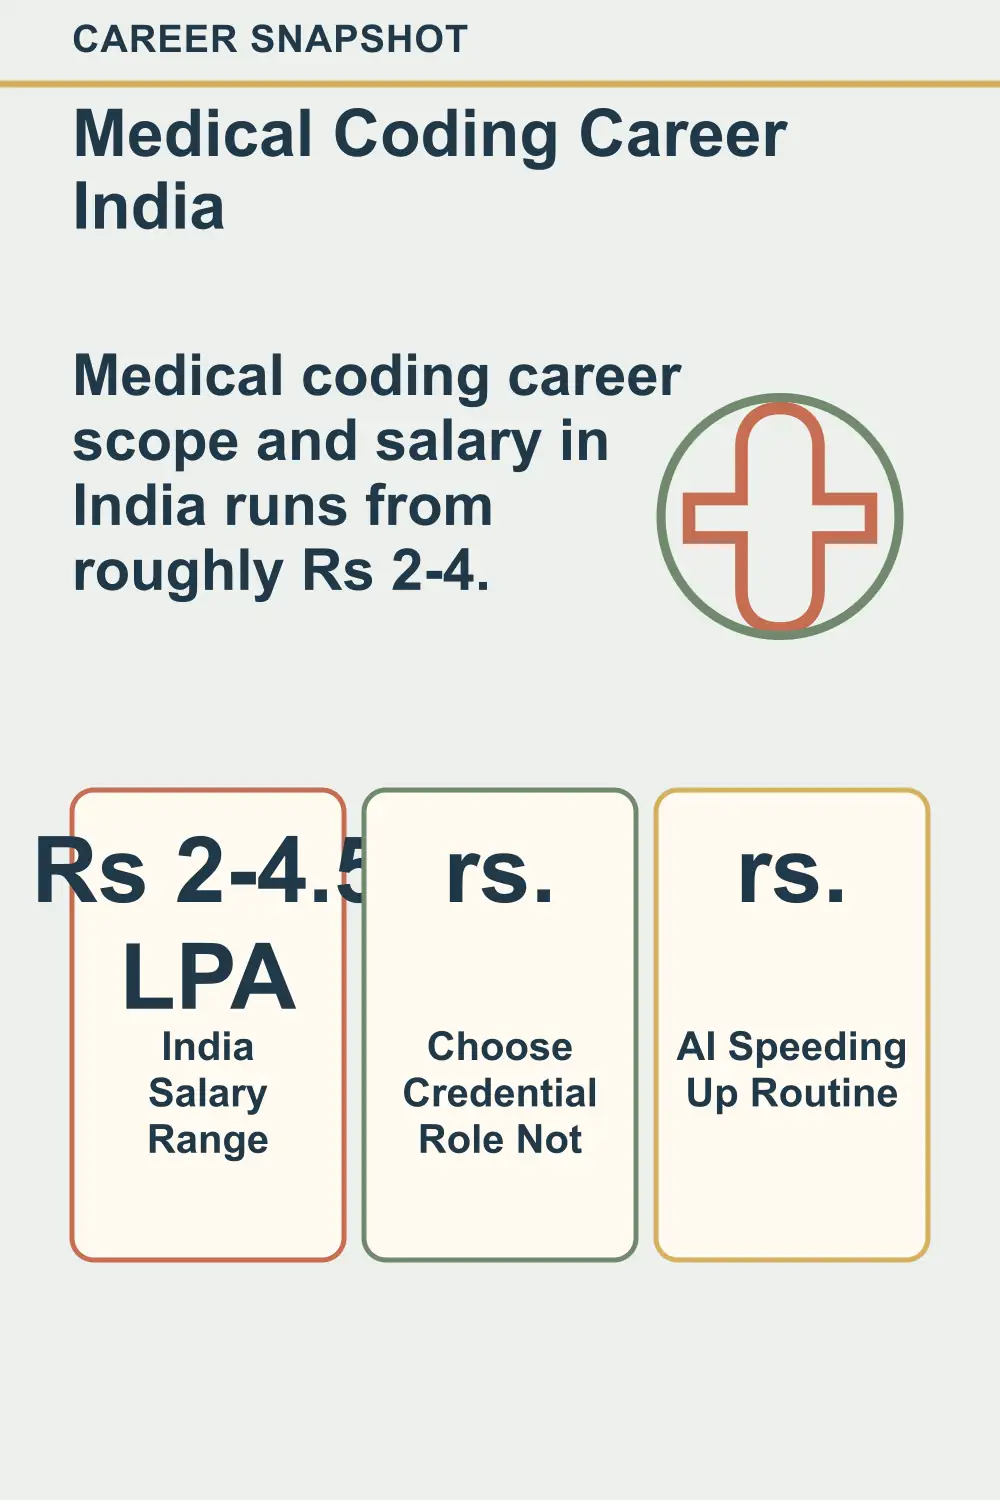 CAREER SNAPSHOT
Medical Coding Career
India
Medical coding career
scope and salary in
India runs from
roughly Rs 2-4.
Rs 2-4.5
LPA
India
Salary
Range
rs.
Choose
Credential
Role Not
rs.
AI Speeding
Up Routine